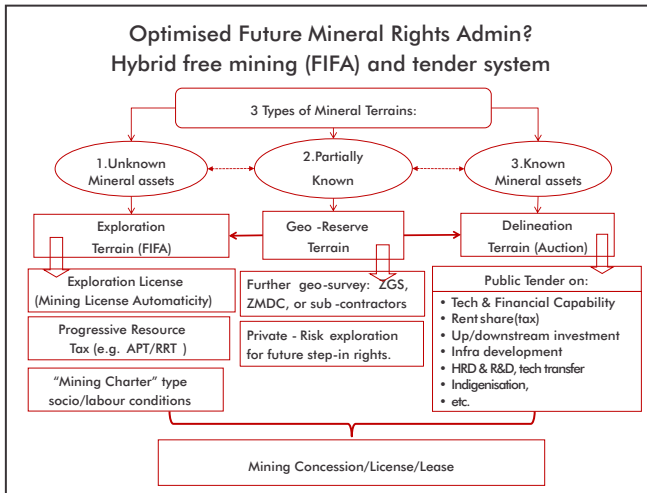 Optimised Future Mineral Rights Admin?
Hybrid free mining (FIFA) and tender system
3 Types of Mineral Terrains:
1.Unknown
Mineral assets
2.Partially
Known
3.Known
Mineral assets
Exploration
Terrain (FIFA)
Geo -Reserve
Terrain
Delineation
Terrain (Auction)
Exploration License
(Mining License Automaticity)
Progressive Resource
Tax (e.g. APT/RRT )
“Mining Charter” type
socio/labour conditions
Further geo-survey: ZGS,
ZMDC, or sub -contractors
Private - Risk exploration
for future step-in rights.
Public Tender on:
• Tech & Financial Capability
• Rent share(tax)
• Up/downstream investment
• Infra development
• HRD & R&D, tech transfer
• Indigenisation,
• etc.
Mining Concession/License/Lease